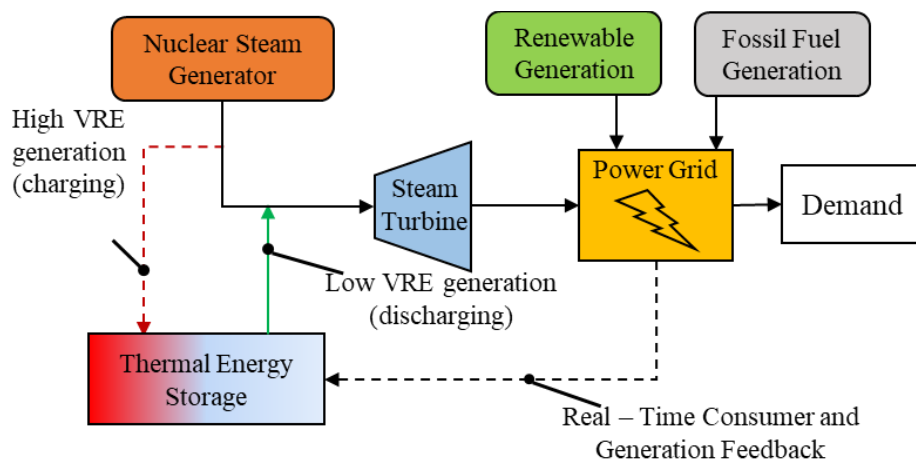 Nuclear Steam
Generator
Renewable
Generation
Fossil Fuel
Generation
High VRE
generation
(charging)
Steam
Turbine
Power Grid
Demand
Low VRE generation
(discharging)
Thermal Energy
Storage
Real – Time Consumer and
Generation Feedback